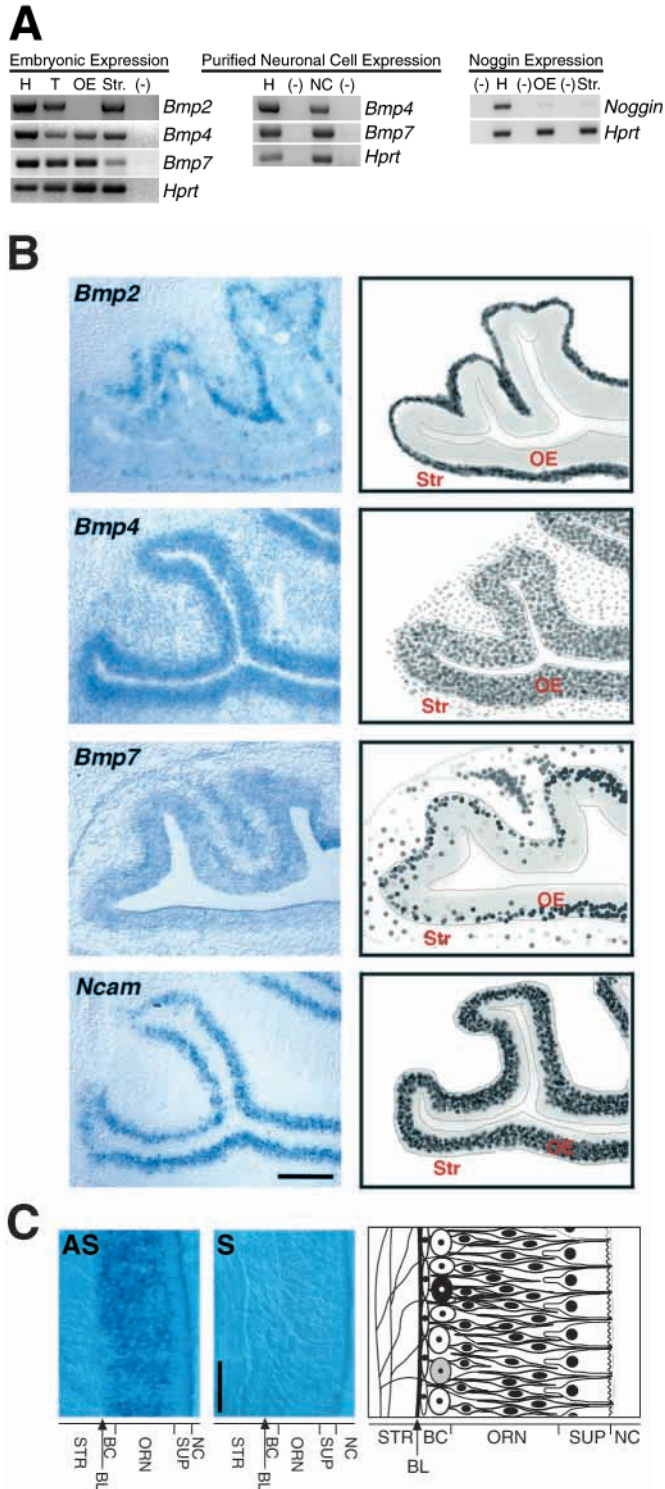 A
Embryonic Expression
H T OE Str. (-)
Bmp2
Bmp4
Bmp7
Hprt
Purified Neuronal Cell Expression
H (-) NC (-)
Bmp4
Bmp7
Hprt
Noggin Expression
(-) H (-) OE (-) Str.
Noggin
Hprt
B
Bmp2
OE
Str
Bmp4
OE
Str
Bmp7
OE
Str
Ncam
OE
Str
C
AS
S
STR BL BC ORN SUP NC
STR BL BC ORN SUP NC
STR BC ORN SUP NC
BL